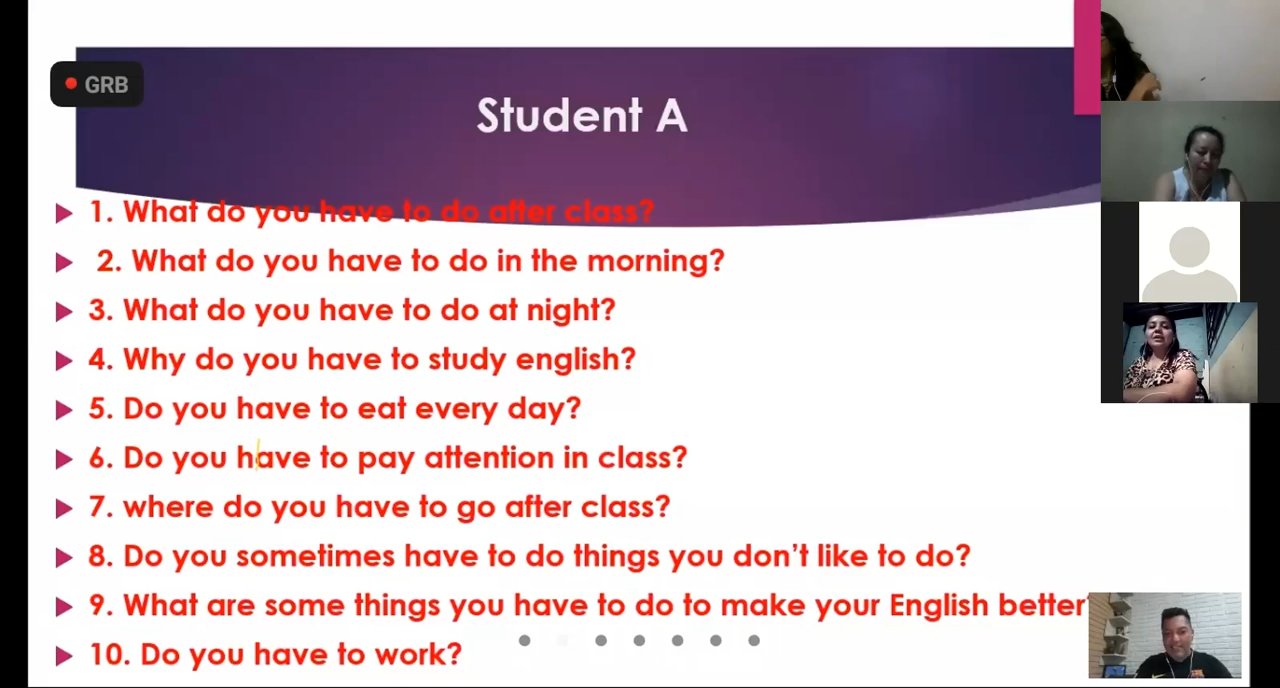 GRB
Student A
1. What do you have to do after class?
2. What do you have to do in the morning?
3. What do you have to do at night?
4. Why do you have to study english?
5. Do you have to eat every day?
6. Do you have to pay attention in class?
7. where do you have to go after class?
8. Do you sometimes have to do things you don't like to do?
9. What are some things you have to do to make your English better?
10. Do you have to work?